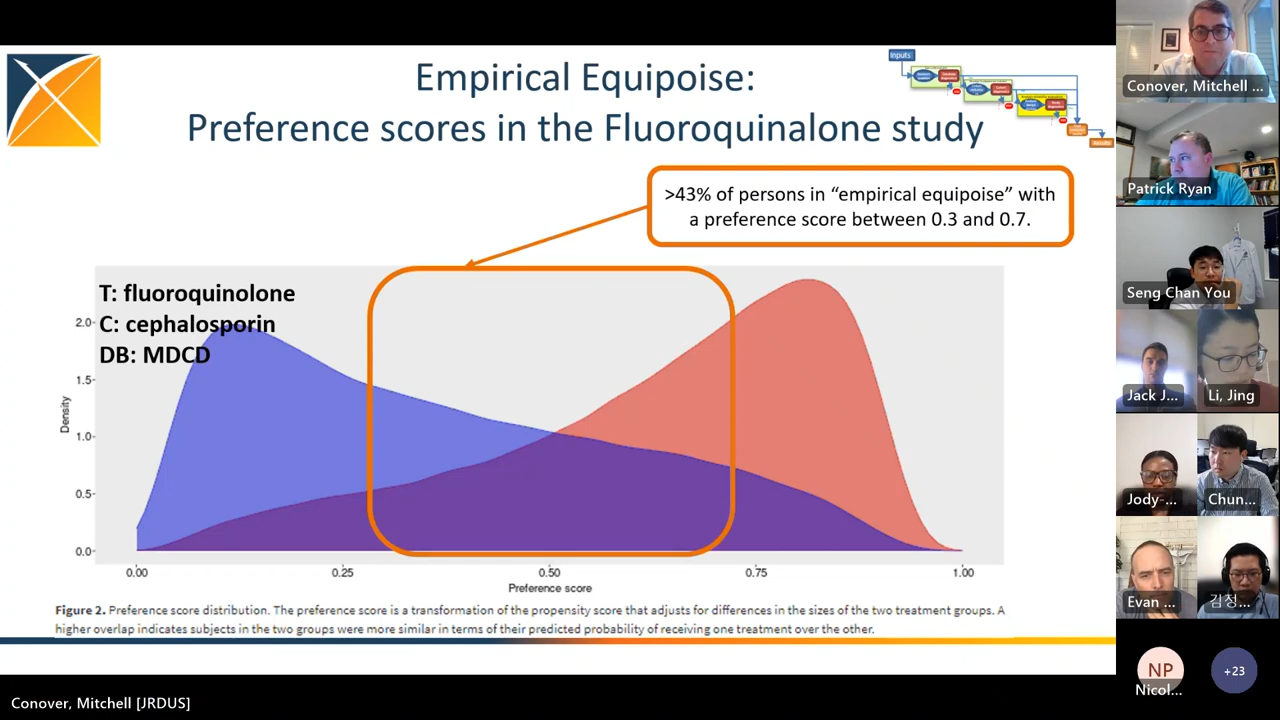 Empirical Equipoise:
Preference scores in the Fluoroquinalone study
Inputs
>43% of persons in “empirical equipoise” with
a preference score between 0.3 and 0.7.
T: fluoroquinolone
C: cephalosporin
DB: MDCD
2.0
1.5
1.0
0.5
0.0
Density
0.00 0.25 0.50 0.75 1.00
Preference score
Figure 2. Preference score distribution. The preference score is a transformation of the propensity score that adjusts for differences in the sizes of the two treatment groups. A
higher overlap indicates subjects in the two groups were more similar in terms of their predicted probability of receiving one treatment over the other.
Conover, Mitchell [JRDUS]
Conover, Mitchell ...
Patrick Ryan
Seng Chan You
Jack J...
Li, Jing
Jody-...
Chun...
Evan ...
김정...
NP
Nicol...
+23